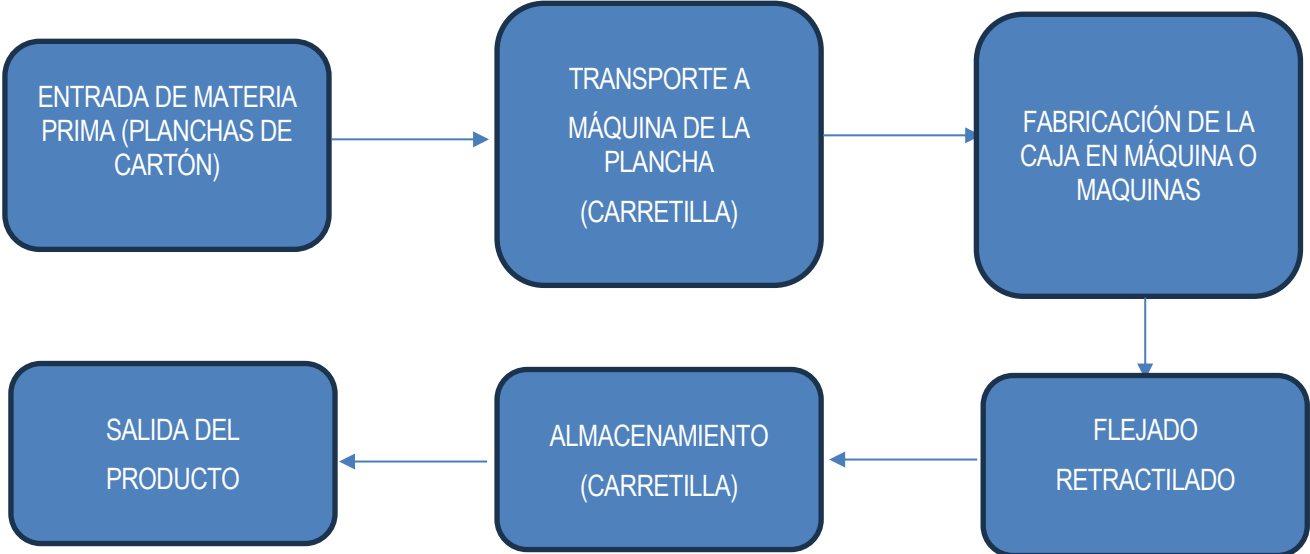 ENTRADA DE MATERIA
PRIMA (PLANCHAS DE
CARTÓN)
TRANSPORTE A
MÁQUINA DE LA
PLANCHA
(CARRETILLA)
FABRICACIÓN DE LA
CAJA EN MÁQUINA O
MAQUINAS
FLEJADO
RETRACTILADO
ALMACENAMIENTO
(CARRETILLA)
SALIDA DEL
PRODUCTO